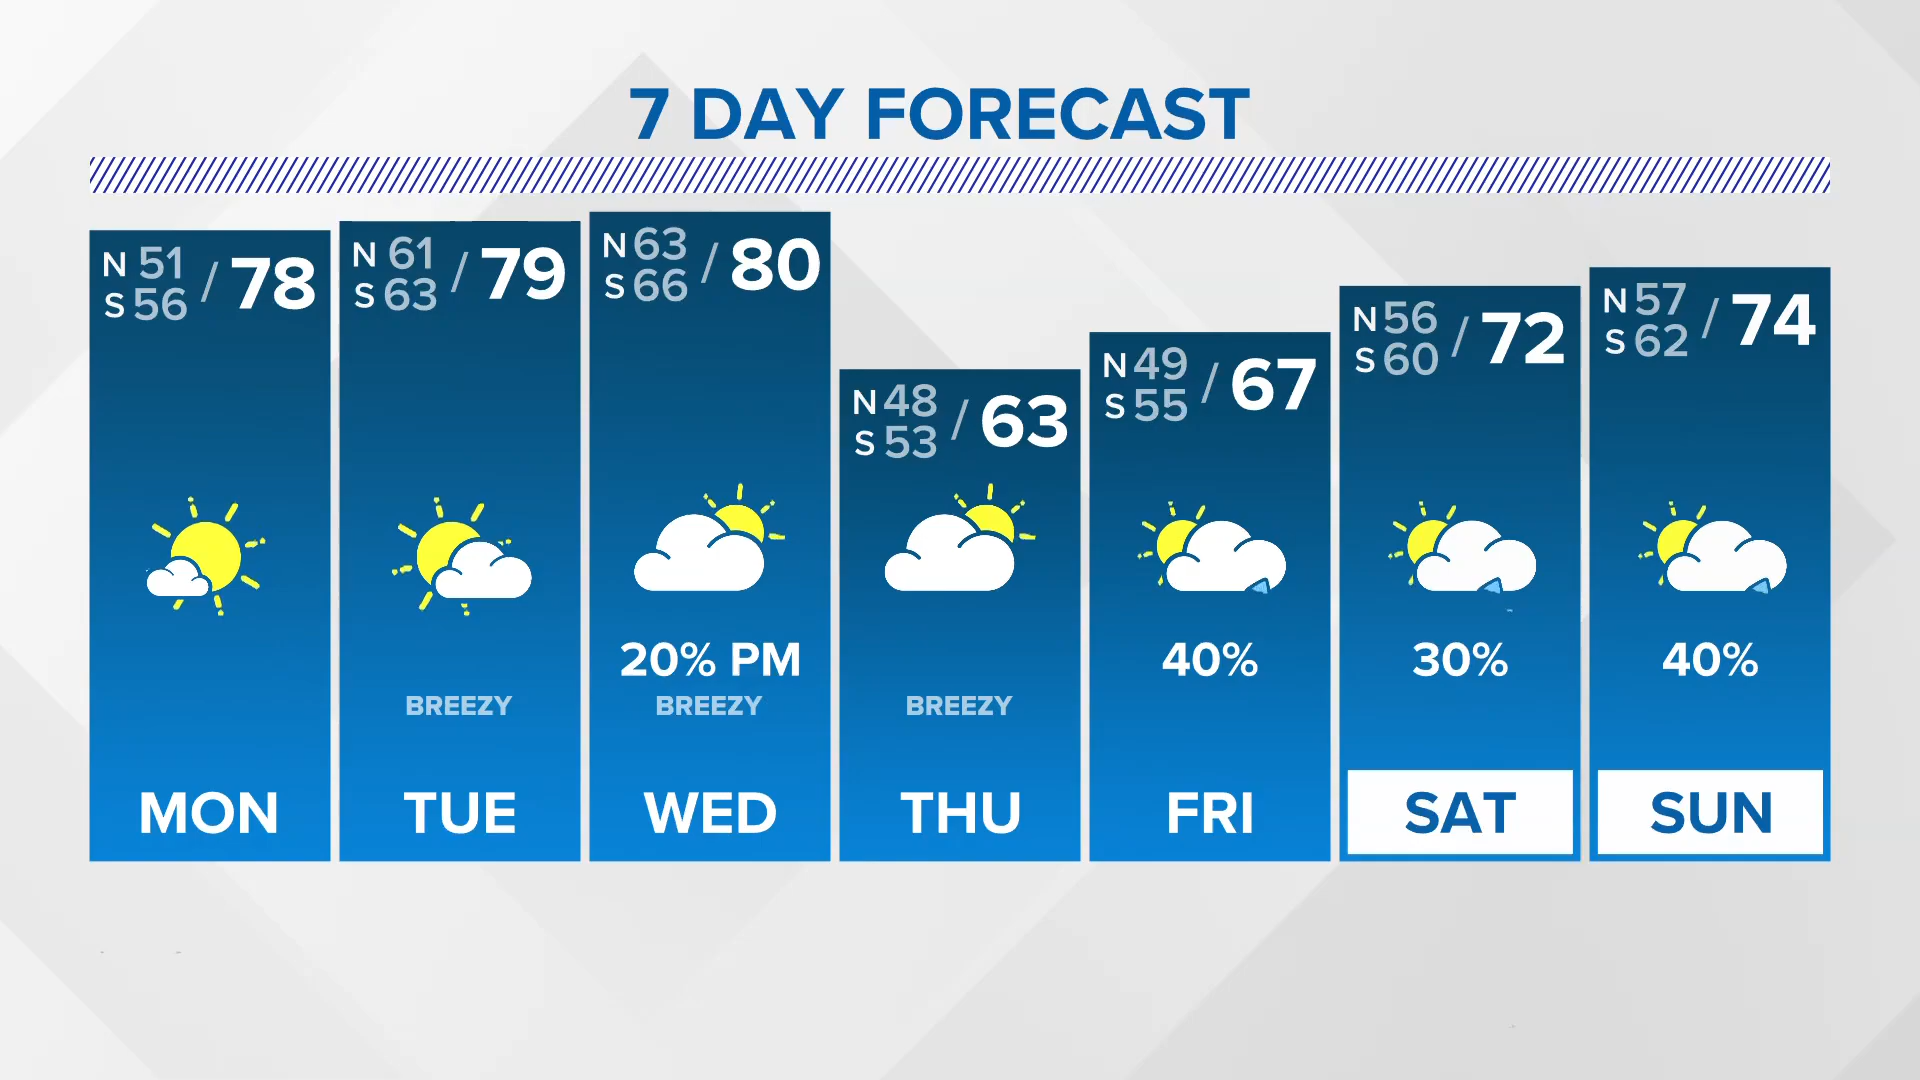 7 DAY FORECAST
N 51
S 56 / 78
MON
N 61
S 63 / 79
BREEZY
TUE
N 63
S 66 / 80
20% PM
BREEZY
WED
N 48
S 53 / 63
BREEZY
THU
N 49
S 55 / 67
40%
FRI
N 56
S 60 / 72
30%
SAT
N 57
S 62 / 74
40%
SUN